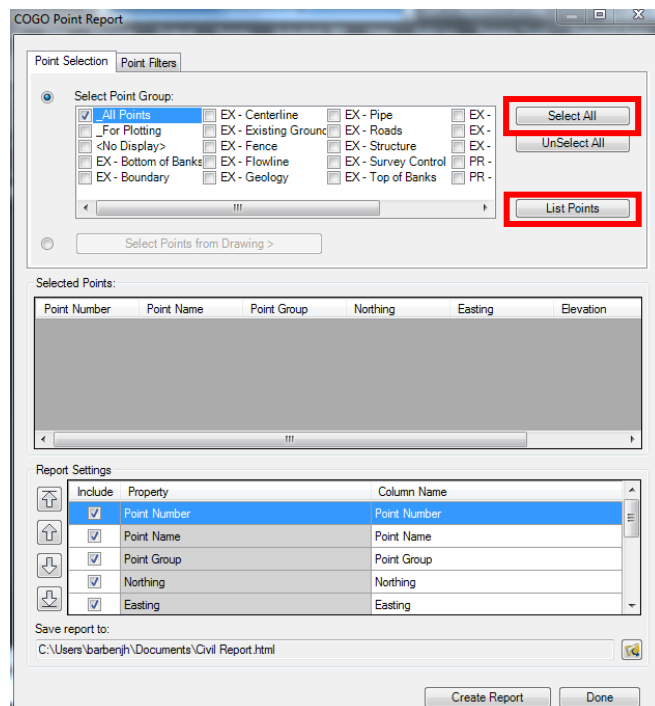 COGO Point Report
Point Selection Point Filters
Select Point Group:
_All Points EX - Centerline EX - Pipe EX -
_For Plotting EX - Existing Ground EX - Roads EX -
<No Display> EX - Fence EX - Structure EX -
EX - Bottom of Banks EX - Flowline EX - Survey Control PR -
EX - Boundary EX - Geology EX - Top of Banks PR -
Select All
UnSelect All
List Points
Select Points from Drawing >
Selected Points:
Point Number Point Name Point Group Northing Easting Elevation
Report Settings
Include Property Column Name
Point Number Point Number
Point Name Point Name
Point Group Point Group
Northing Northing
Easting Easting
Save report to:
C:\Users\barbenjh\Documents\Civil Report.html
Create Report Done